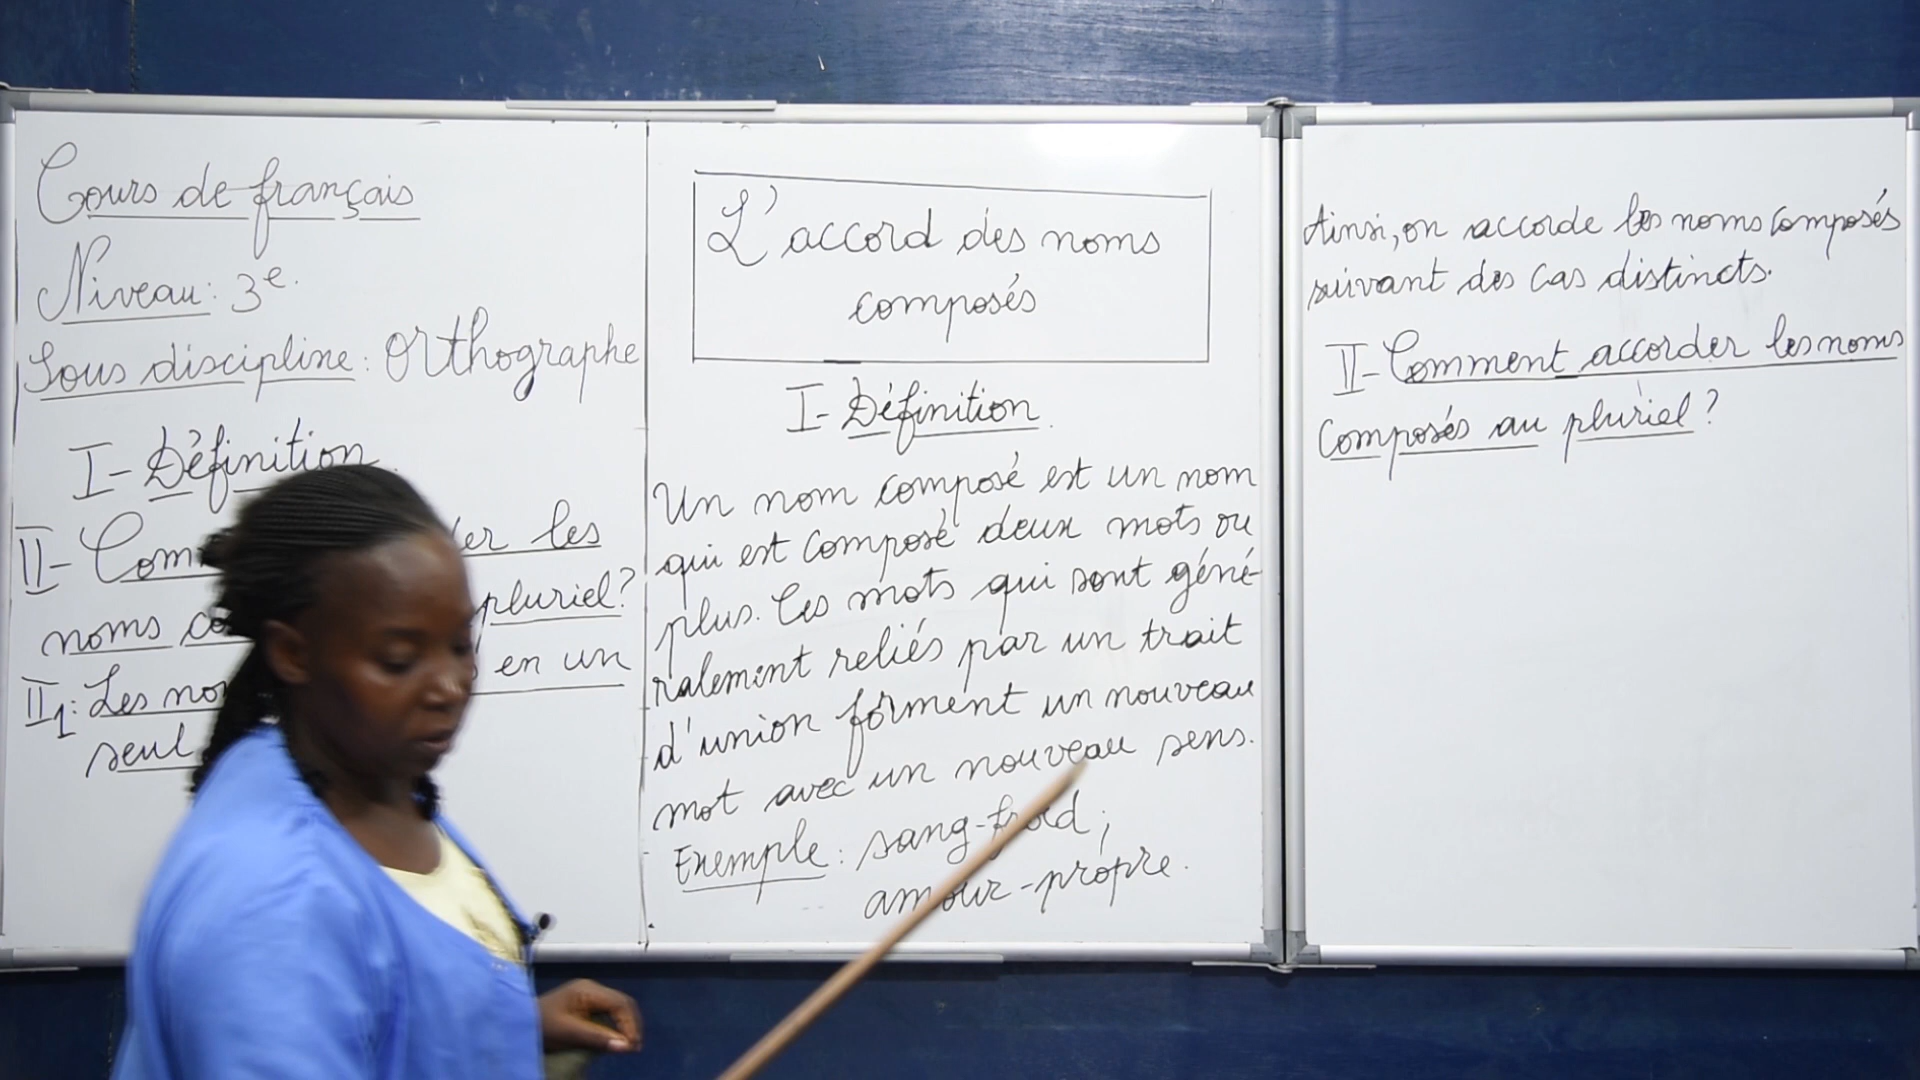 Cours de français
Niveau: 3e.
Sous discipline: Orthographe
I- Définition.
II- Com er les
noms co pluriel?
II1: Les no en un
seul
L'accord des noms
composés
I- Définition.
Un nom composé est un nom
qui est composé deux mots ou
plus. Ces mots qui sont géné-
ralement reliés par un trait
d'union forment un nouveau
mot avec un nouveau sens.
Exemple: sang-froid;
amour-propre.
Ainsi, on accorde les noms composés
suivant des cas distincts.
II- Comment accorder les noms
composés au pluriel?